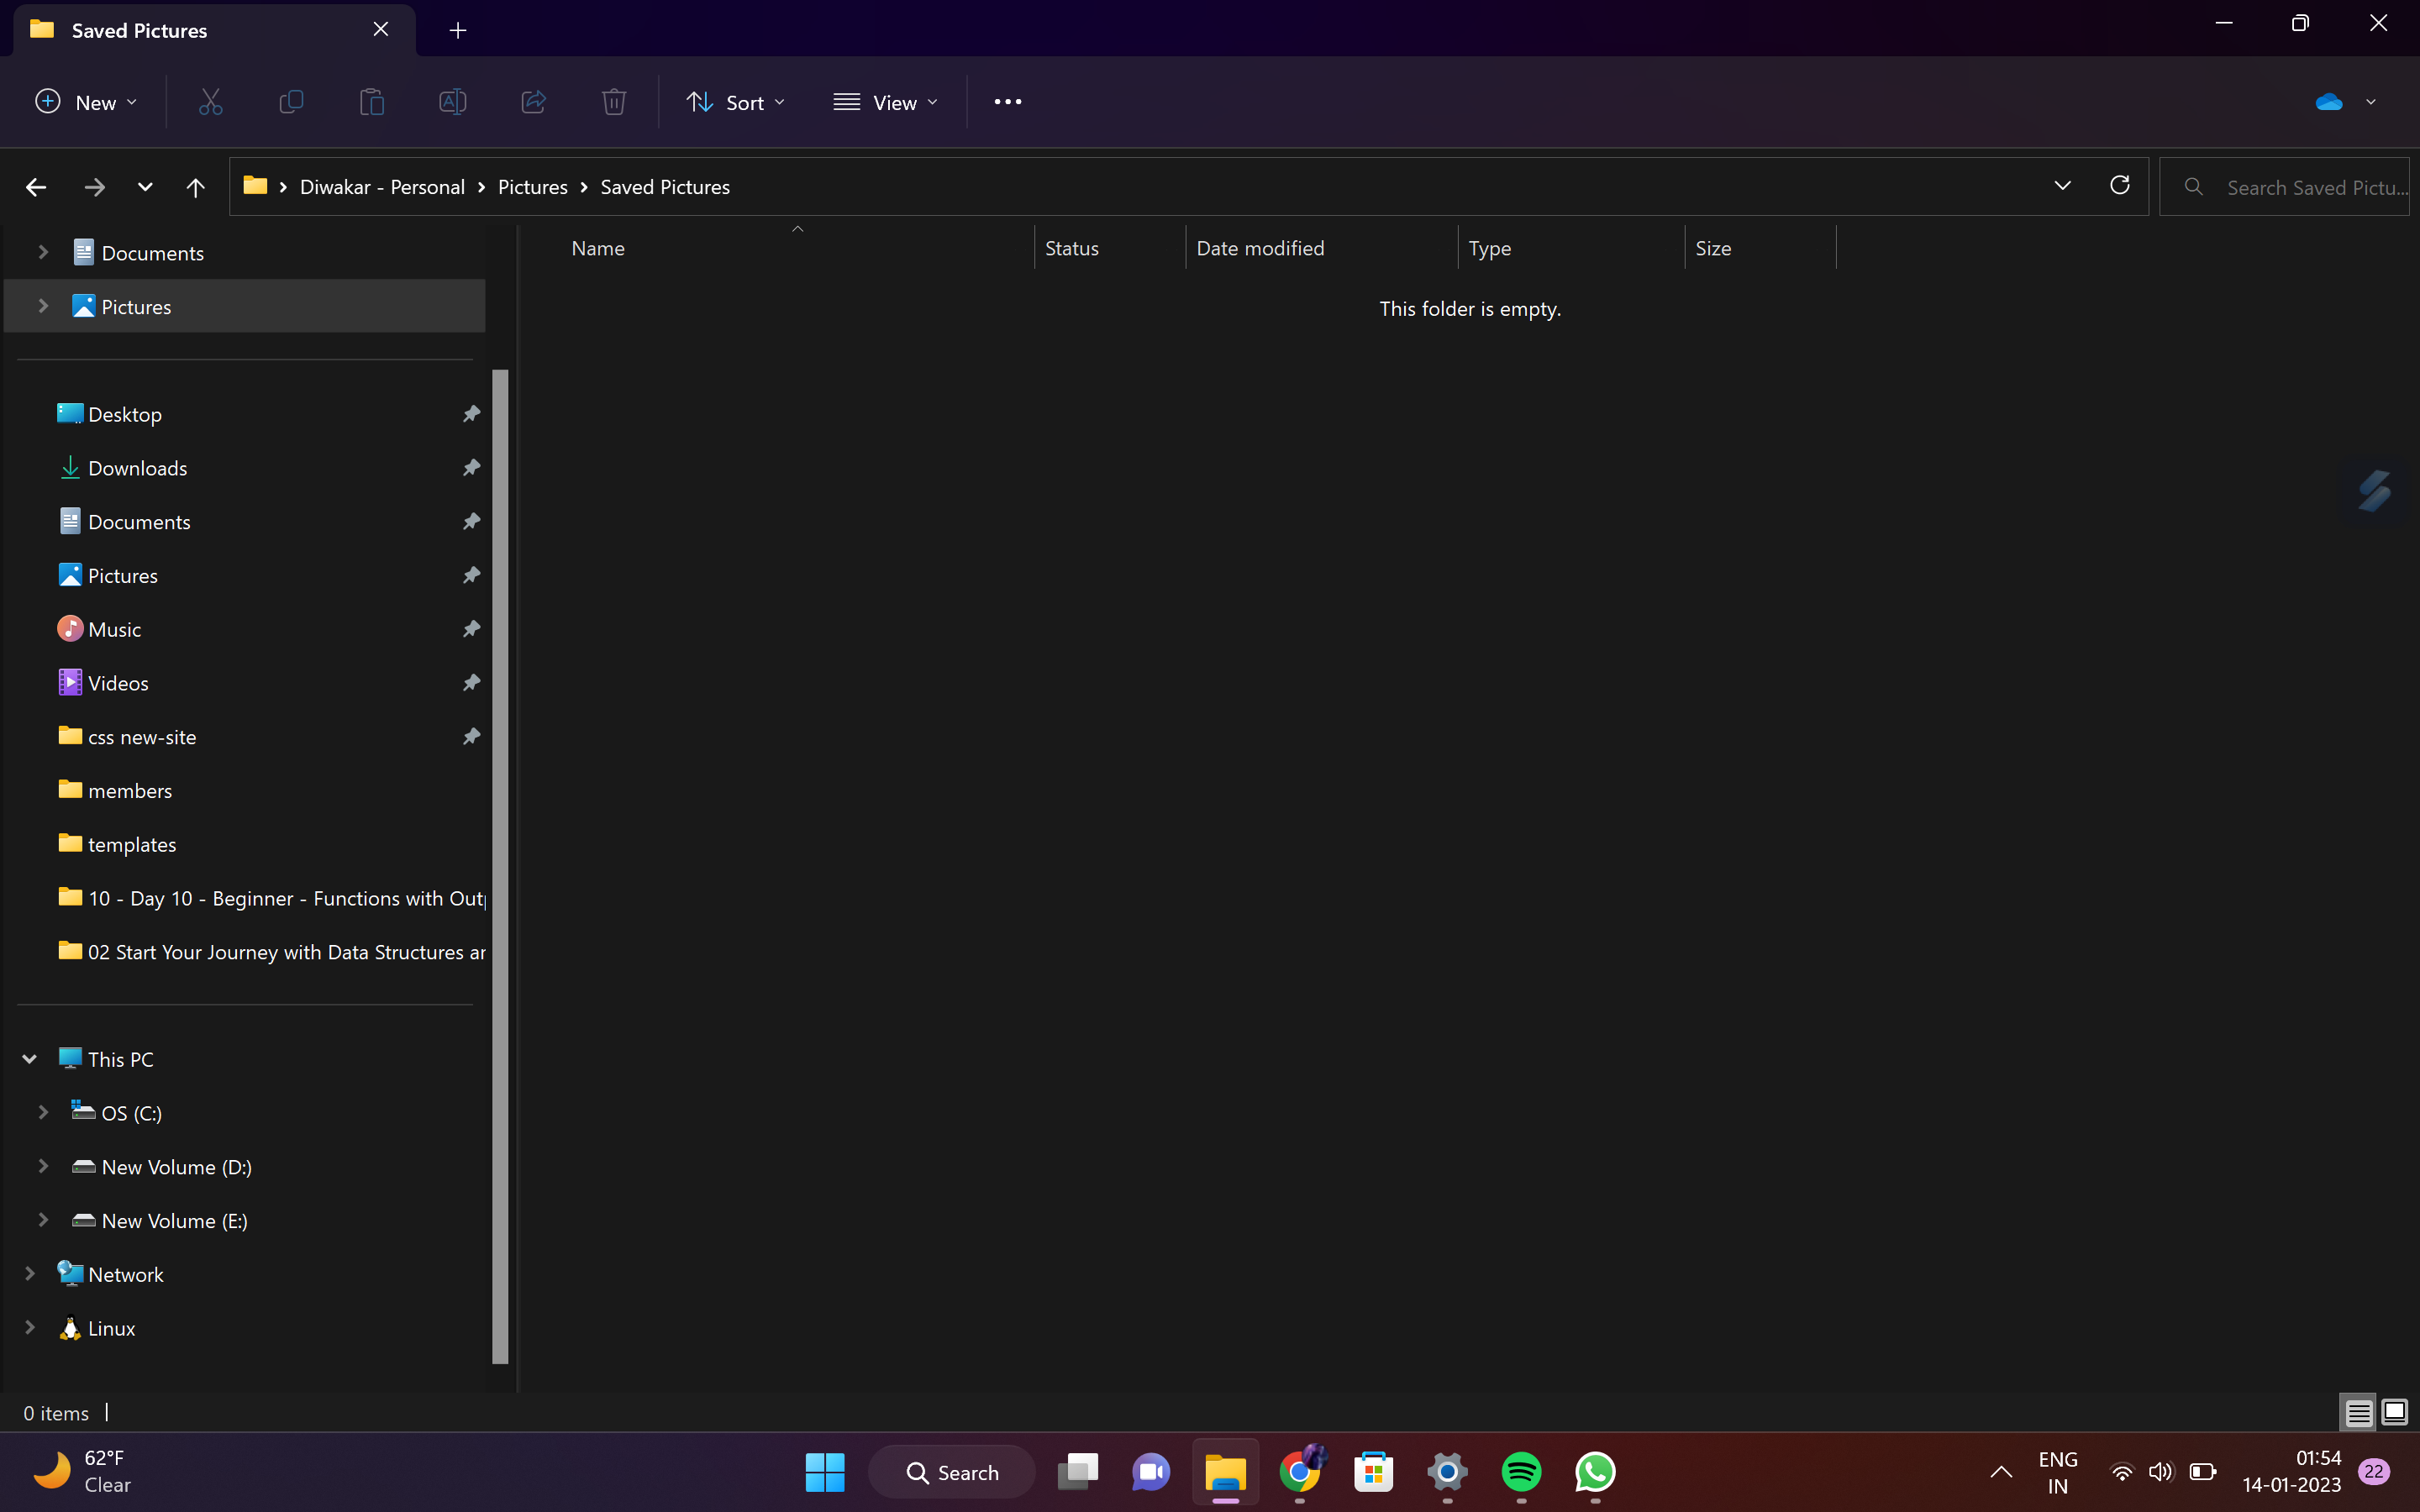 Saved Pictures
New
Sort
View
Diwakar - Personal
Pictures
Saved Pictures
Search Saved Pictu...
Documents
Pictures
Name
Status
Date modified
Type
Size
This folder is empty.
Desktop
Downloads
Documents
Pictures
Music
Videos
css new-site
members
templates
10 - Day 10 - Beginner - Functions with Outp
02 Start Your Journey with Data Structures ar
This PC
OS (C:)
New Volume (D:)
New Volume (E:)
Network
Linux
0 items
62°F
Clear
Search
ENG
IN
01:54
14-01-2023
22